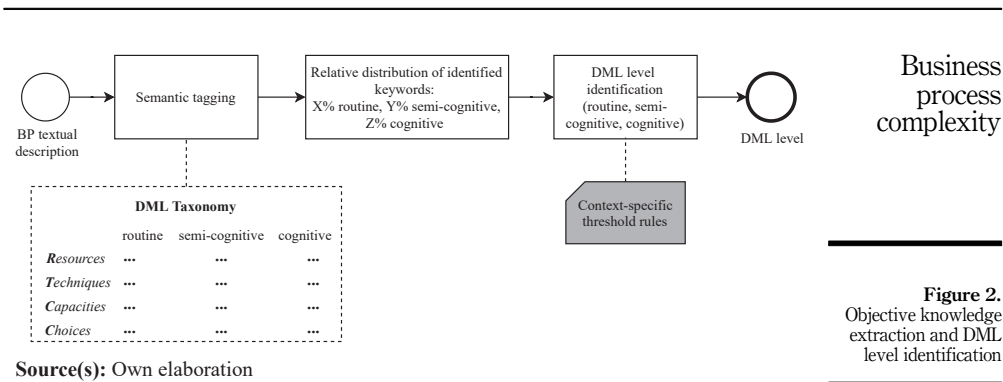 Business
process
complexity
BP textual
description
Semantic tagging
Relative distribution of identified
keywords:
X% routine, Y% semi-cognitive,
Z% cognitive
DML level
identification
(routine, semi-
cognitive, cognitive)
DML level
DML Taxonomy
routine semi-cognitive cognitive
Resources ... ... ...
Techniques ... ... ...
Capacities ... ... ...
Choices ... ... ...
Context-specific
threshold rules
Source(s): Own elaboration
Figure 2.
Objective knowledge
extraction and DML
level identification